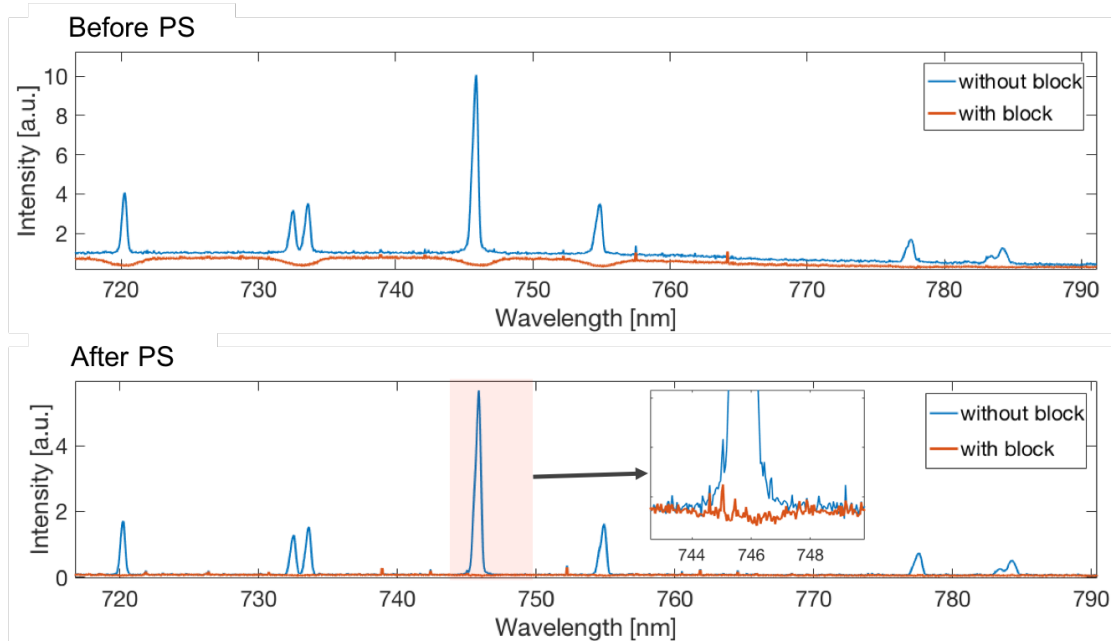 Before PS
Intensity [a.u.]
10
8
6
4
2
without block
with block
720 730 740 750 760 770 780 790
Wavelength [nm]
After PS
Intensity [a.u.]
4
2
0
without block
with block
744 746 748
720 730 740 750 760 770 780 790
Wavelength [nm]